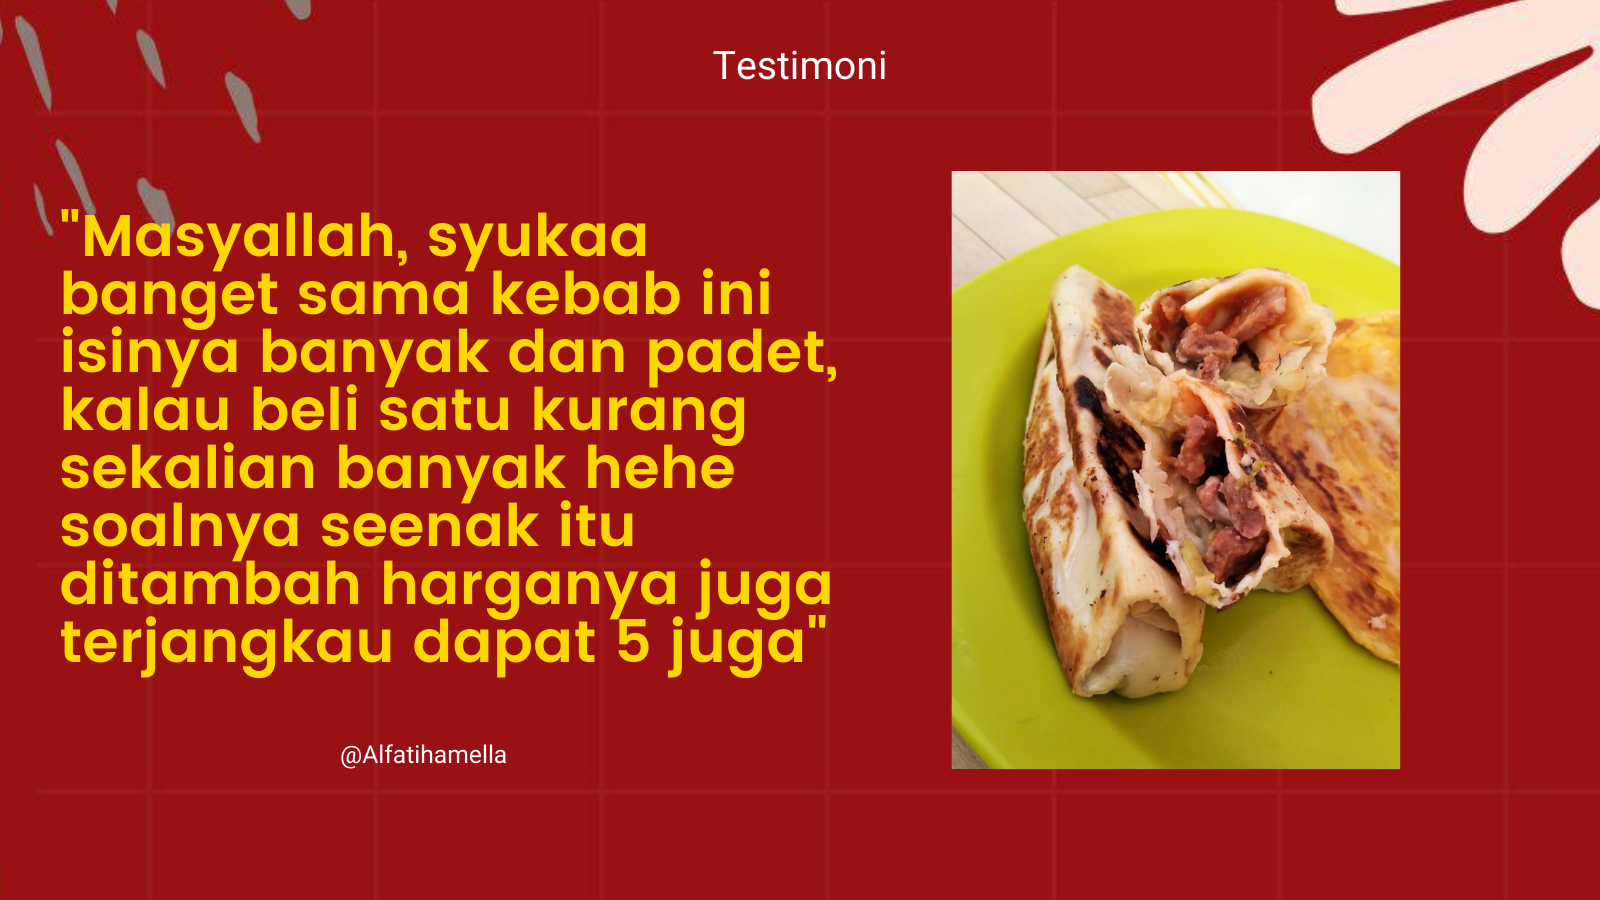 Testimoni
"Masyallah, syukaa
banget sama kebab ini
isinya banyak dan padet,
kalau beli satu kurang
sekalian banyak hehe
soalnya seenak itu
ditambah harganya juga
terjangkau dapat 5 juga"
@Alfatihamella